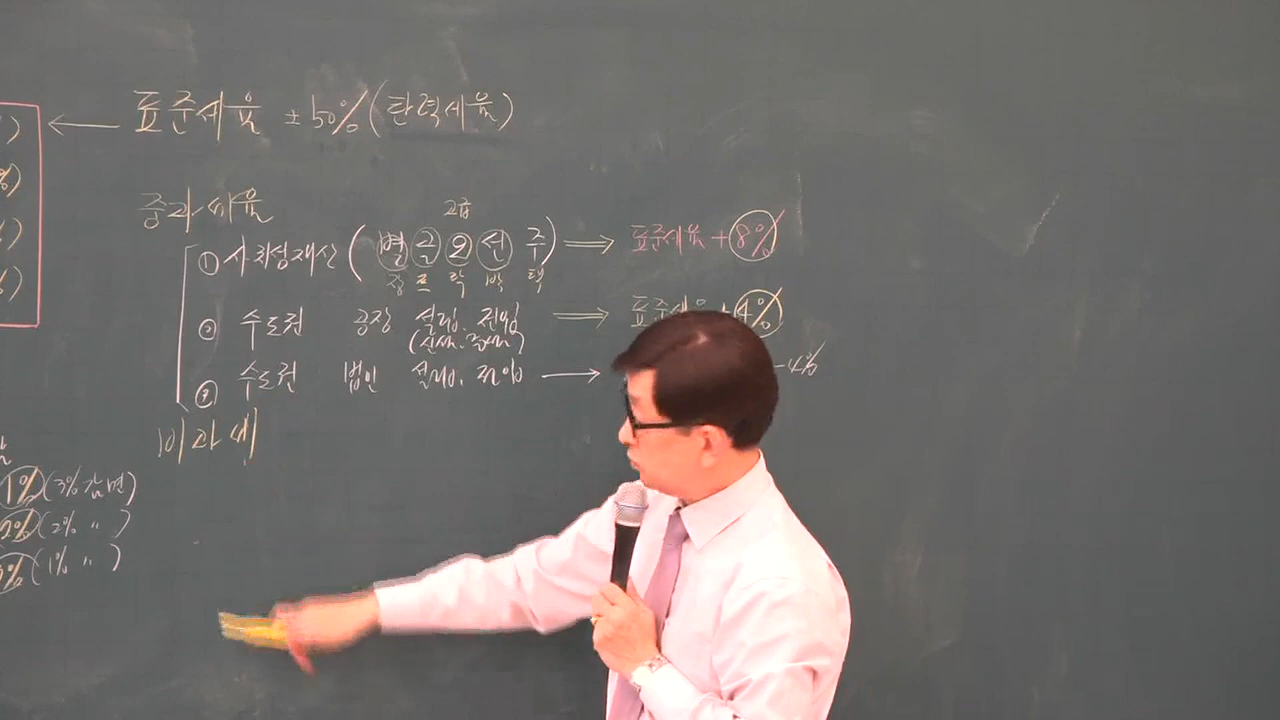 표준세율 ± 50% (탄력세율)
중과세율
고급
① 사치성재산 (별 골 오 선 주) ⇒ 표준세율 + 8%
장 프 락 박 택
② 수도권 공장 신설, 전입 ⇒ 표준세율 + 4%
(신설·증설)
② 수도권 법인 설립, 전입 →
-4%
비과세
1% (3% 감면)
2% (2% 〃 )
3% (1% 〃 )